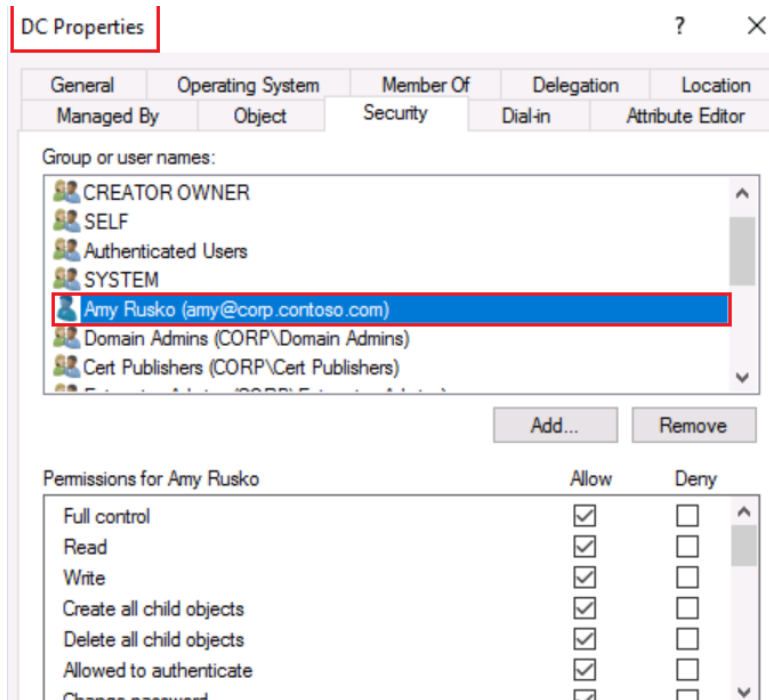 DC Properties
?
General Operating System Member Of Delegation Location
Managed By Object Security Dial-in Attribute Editor
Group or user names:
CREATOR OWNER
SELF
Authenticated Users
SYSTEM
Amy Rusko (amy@corp.contoso.com)
Domain Admins (CORP\Domain Admins)
Cert Publishers (CORP\Cert Publishers)
Add... Remove
Permissions for Amy Rusko Allow Deny
Full control
Read
Write
Create all child objects
Delete all child objects
Allowed to authenticate
Change password